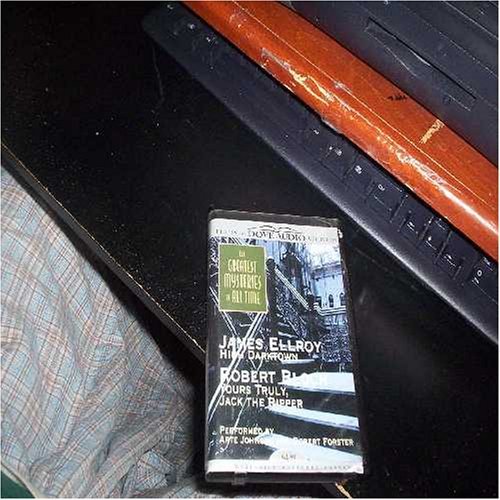 DOVE AUDIO
THE
GREATEST
MYSTERIES
OF ALL TIME
JAMES ELLROY
HIGH DARKTOWN
ROBERT BLOCH
YOURS TRULY,
JACK THE RIPPER
PERFORMED BY
ARTE ROBERT FORSTER